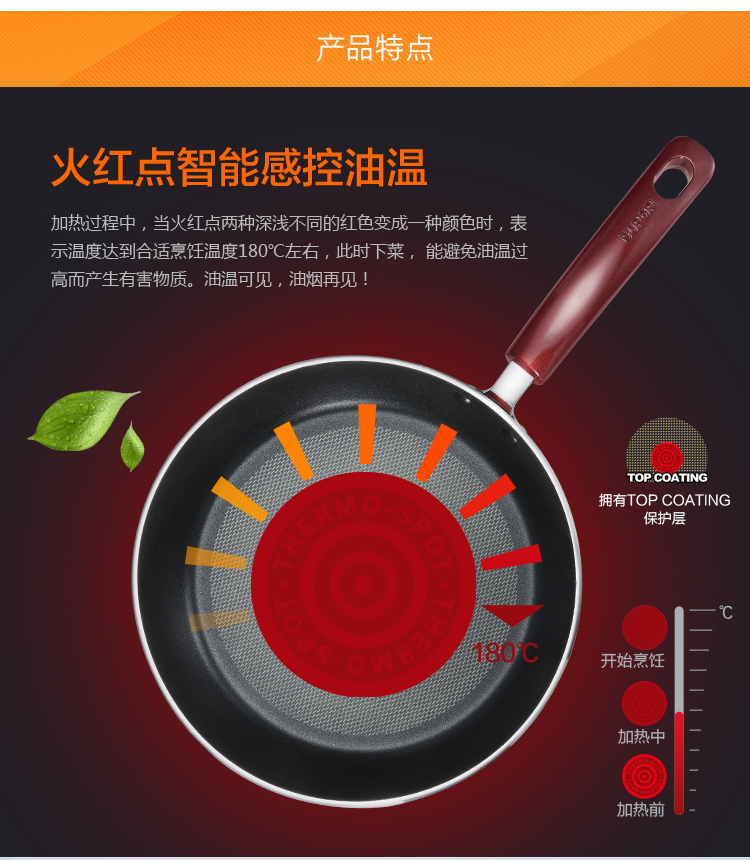 产品特点
火红点智能感控油温
加热过程中，当火红点两种深浅不同的红色变成一种颜色时，表
示温度达到合适烹饪温度180℃左右，此时下菜， 能避免油温过
高而产生有害物质。油温可见，油烟再见！
THERMO·SPOT·THERMO·SPOT·
180℃
TOP COATING
拥有TOP COATING
保护层
℃
开始烹饪
加热中
加热前